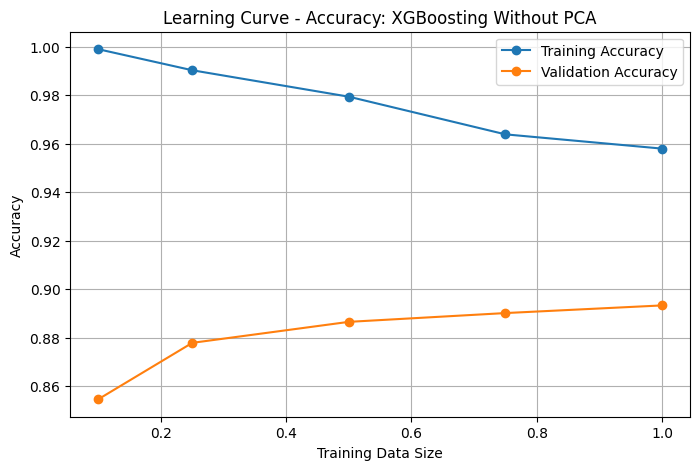 Learning Curve - Accuracy: XGBoosting Without PCA
Training Accuracy
Validation Accuracy
Accuracy
1.00
0.98
0.96
0.94
0.92
0.90
0.88
0.86
0.2
0.4
0.6
0.8
1.0
Training Data Size